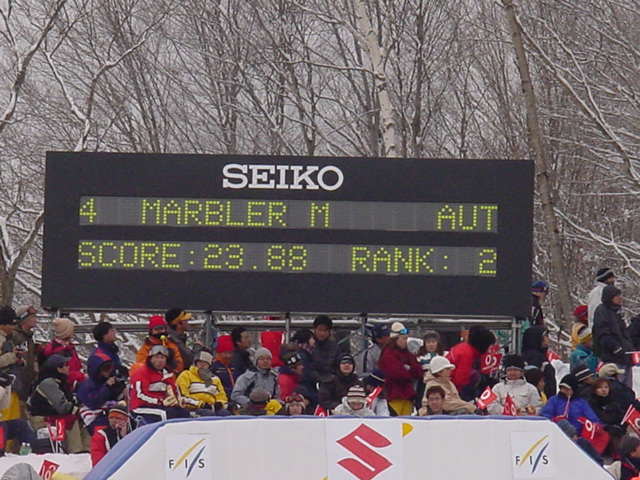 SEIKO
4 MARBLER M AUT
SCORE:23.88 RANK: 2
FIS
FIS